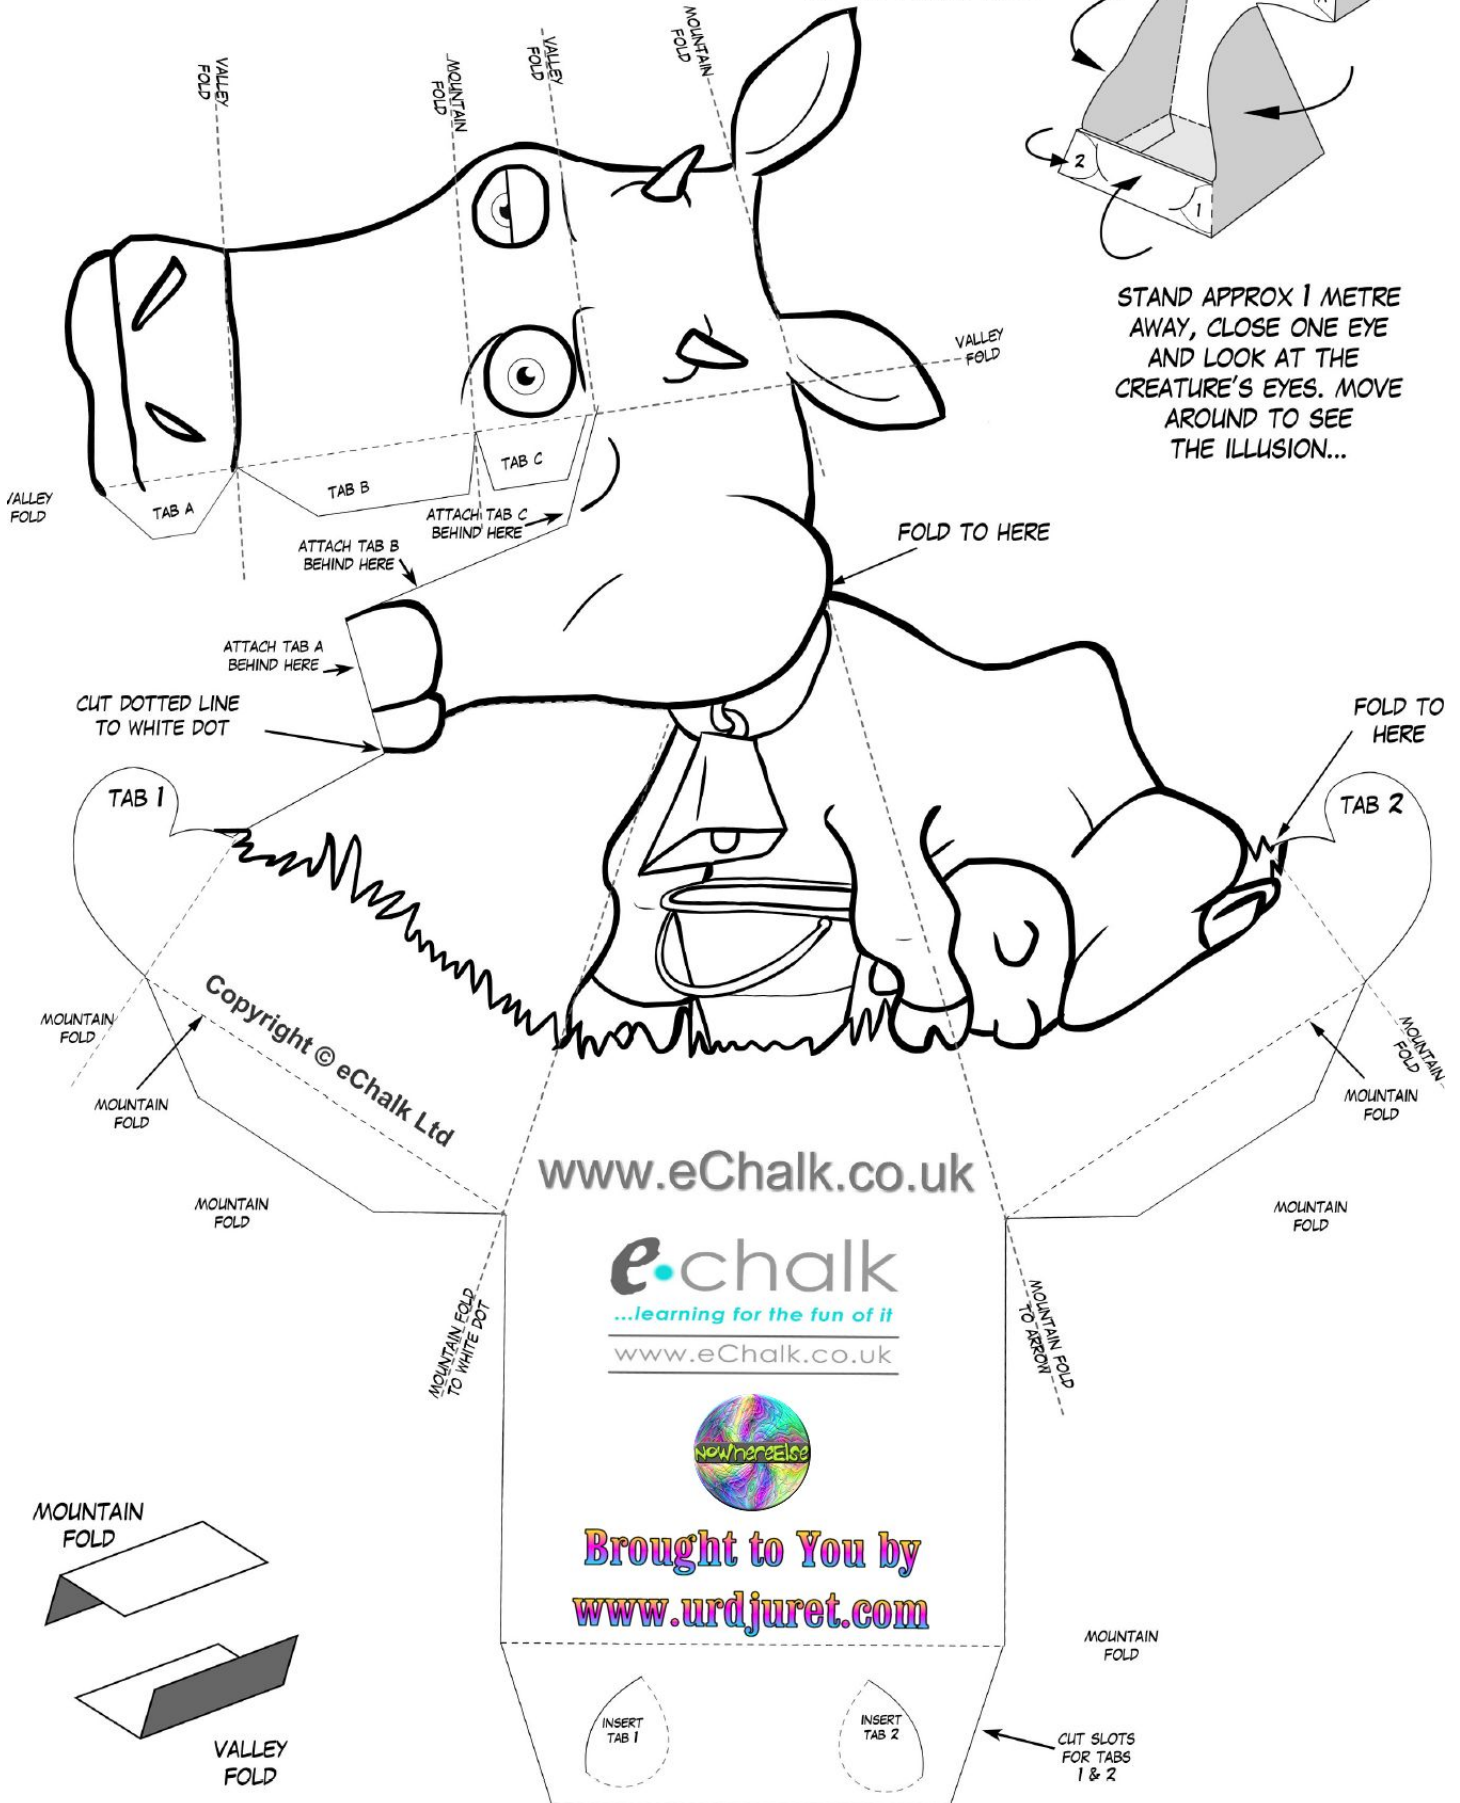 VALLEY
FOLD
MOUNTAIN
FOLD
VALLEY
FOLD
MOUNTAIN
FOLD
2
1
STAND APPROX 1 METRE
AWAY, CLOSE ONE EYE
AND LOOK AT THE
CREATURE'S EYES. MOVE
AROUND TO SEE
THE ILLUSION...
VALLEY
FOLD
VALLEY
FOLD
TAB A
TAB B
TAB C
ATTACH TAB C
BEHIND HERE
ATTACH TAB B
BEHIND HERE
FOLD TO HERE
ATTACH TAB A
BEHIND HERE
CUT DOTTED LINE
TO WHITE DOT
FOLD TO
HERE
TAB 1
TAB 2
MOUNTAIN
FOLD
MOUNTAIN
FOLD
Copyright © eChalk Ltd
MOUNTAIN
FOLD
MOUNTAIN
FOLD
MOUNTAIN
FOLD
MOUNTAIN
FOLD
www.eChalk.co.uk
e·chalk
...learning for the fun of it
www.eChalk.co.uk
MOUNTAIN FOLD
TO WHITE DOT
MOUNTAIN FOLD
TO ARROW
NowhereElse
Brought to You by
www.urdjuret.com
MOUNTAIN
FOLD
VALLEY
FOLD
MOUNTAIN
FOLD
INSERT
TAB 1
INSERT
TAB 2
CUT SLOTS
FOR TABS
1 & 2